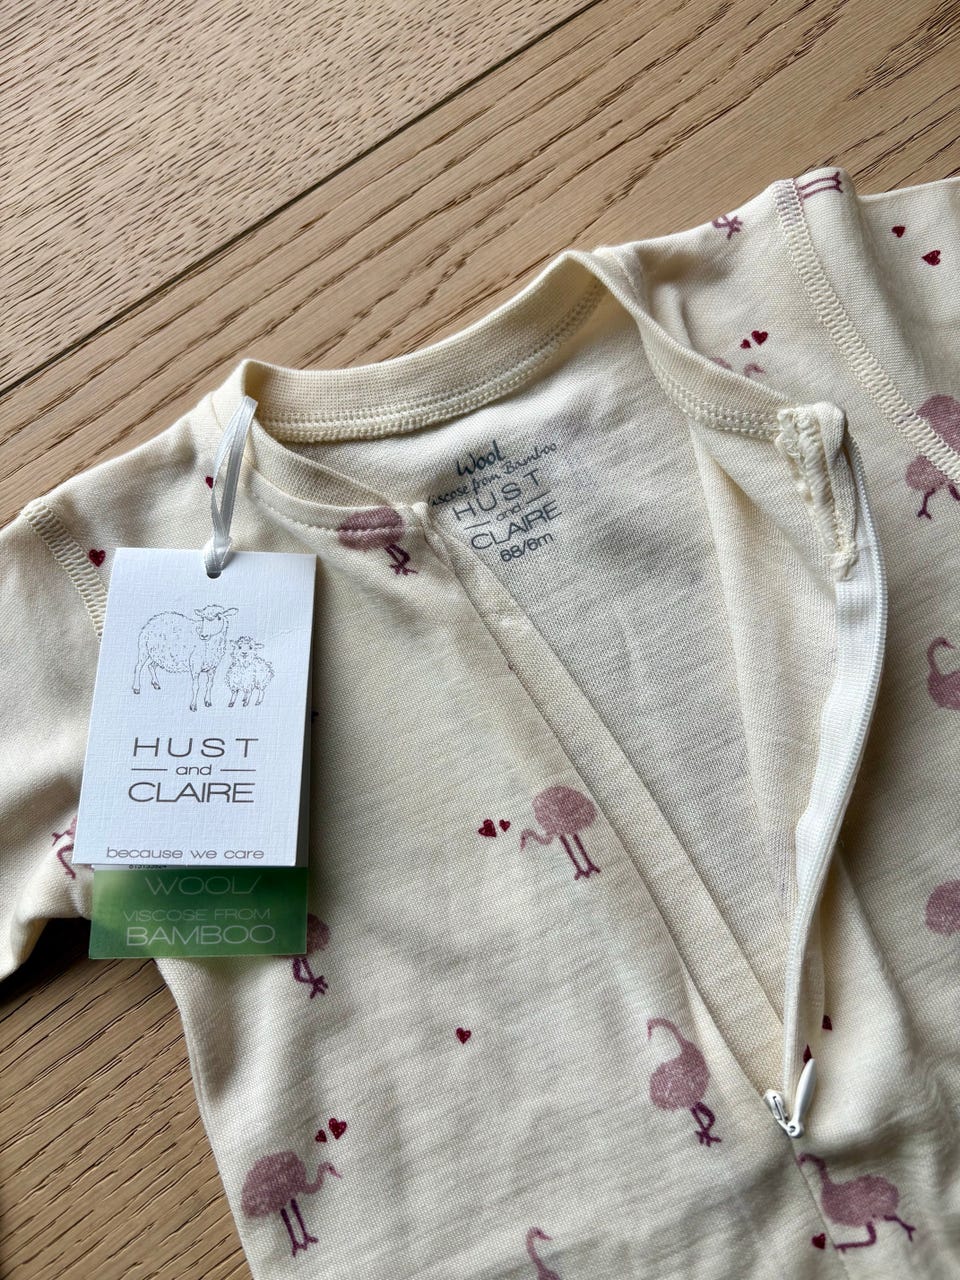 Wool
Viscose from Bamboo
HUST
and
CLAIRE
68/6m
HUST
and
CLAIRE
because we care
WOOL/
VISCOSE FROM
BAMBOO